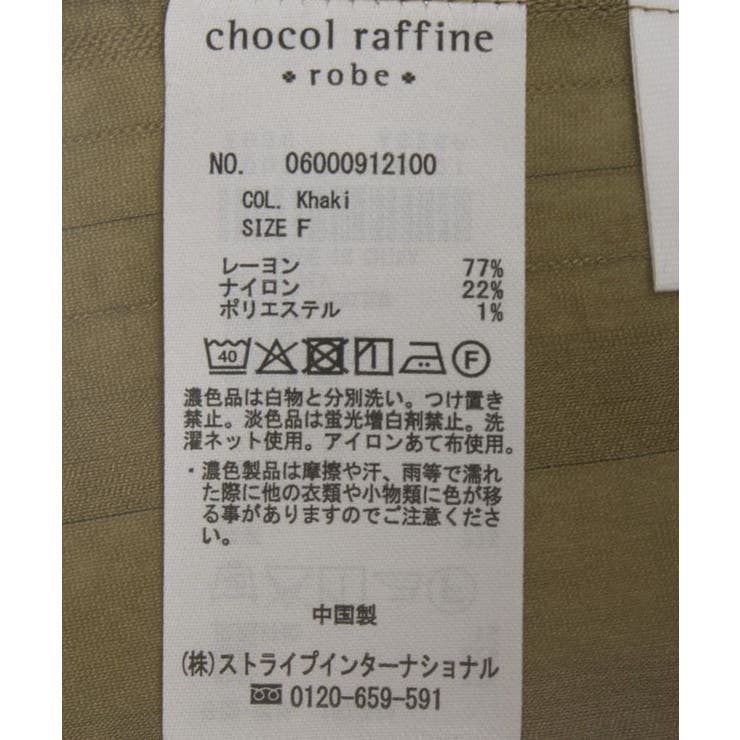 chocol raffine
robe
NO. 06000912100
COL. Khaki
SIZE F
レーヨン 77%
ナイロン 22%
ポリエステル 1%
40 F
濃色品は白物と分別洗い。つけ置き
禁止。淡色品は蛍光増白剤禁止。洗
濯ネット使用。アイロンあて布使用。
・濃色製品は摩擦や汗、雨等で濡れ
た際に他の衣類や小物類に色が移
る事がありますのでご注意くださ
い。
中国製
(株)ストライプインターナショナル
0120-659-591